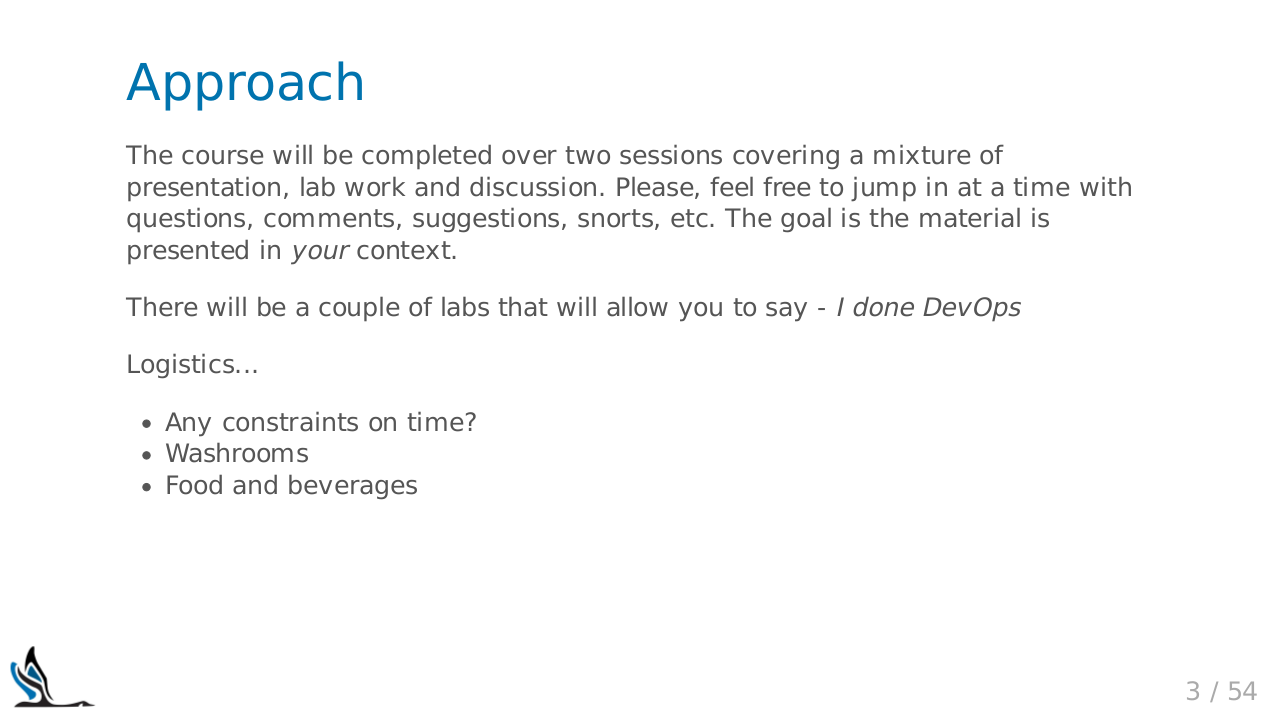 Approach
The course will be completed over two sessions covering a mixture of
presentation, lab work and discussion. Please, feel free to jump in at a time with
questions, comments, suggestions, snorts, etc. The goal is the material is
presented in your context.
There will be a couple of labs that will allow you to say - I done DevOps
Logistics...
• Any constraints on time?
• Washrooms
• Food and beverages
3 / 54